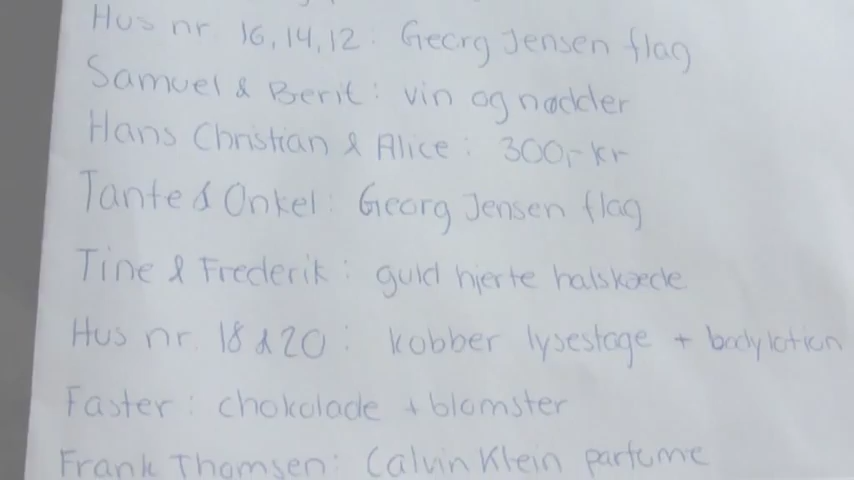 Hus nr. 16, 14, 12: Georg Jensen flag
Samuel & Berit: vin og nødder
Hans Christian & Alice: 300,- kr
Tante & Onkel: Georg Jensen flag
Tine & Frederik: guld hjerte halskæde
Hus nr. 18 & 20: kobber lysestage + bodylotion
Faster: chokolade + blomster
Frank Thomsen: Calvin Klein parfume